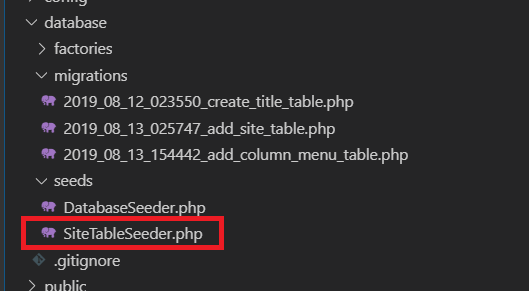 config
database
factories
migrations
2019_08_12_023550_create_title_table.php
2019_08_13_025747_add_site_table.php
2019_08_13_154442_add_column_menu_table.php
seeds
DatabaseSeeder.php
SiteTableSeeder.php
.gitignore
public